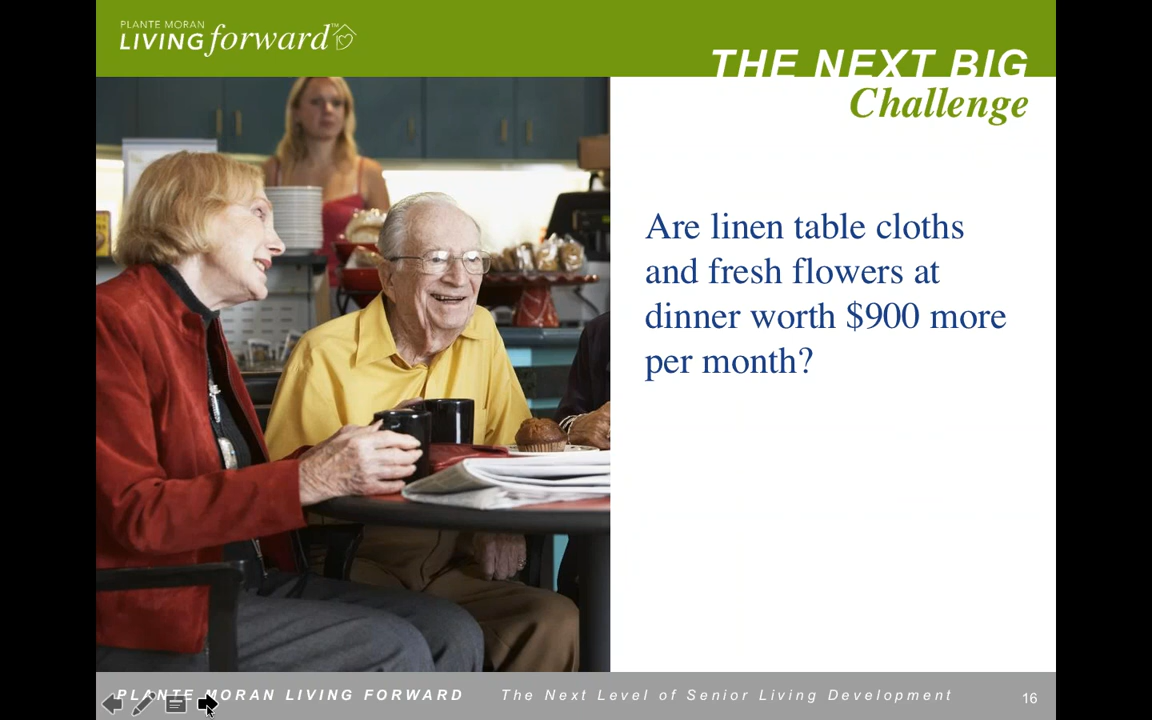 PLANTE MORAN
LIVING forward™
THE NEXT BIG
Challenge
Are linen table cloths
and fresh flowers at
dinner worth $900 more
per month?
PLANTE MORAN LIVING FORWARD The Next Level of Senior Living Development 16